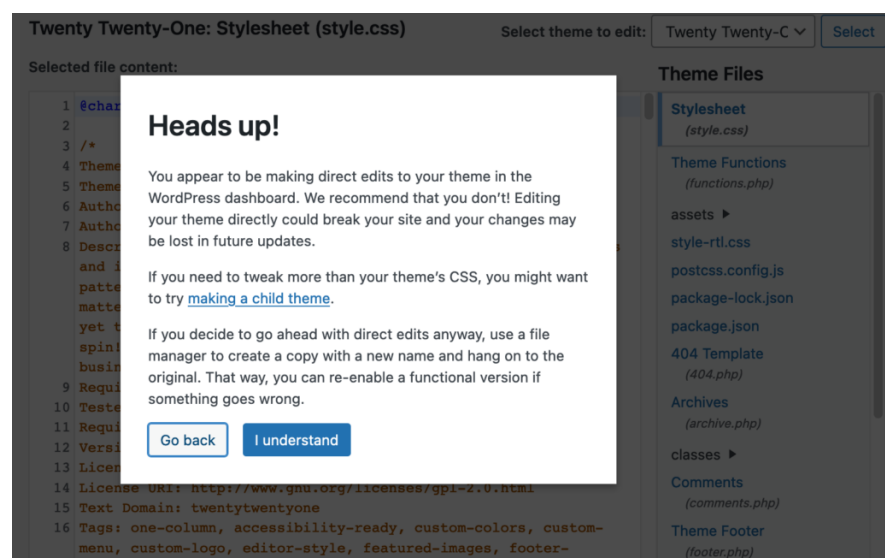 Twenty Twenty-One: Stylesheet (style.css)
Select theme to edit:
Twenty Twenty-C
Select
Selected file content:
Theme Files
1 @char
2
3 /*
4 Theme
5 Theme
6 Autho
7 Autho
8 Descr s
and i
patte
matte
yet t
spin!
busin
9 Requi
10 Teste
11 Requi
12 Versi
13 Licen
14 License URI: http://www.gnu.org/licenses/gpl-2.0.html
15 Text Domain: twentytwentyone
16 Tags: one-column, accessibility-ready, custom-colors, custom-
menu, custom-logo, editor-style, featured-images, footer-
Heads up!
You appear to be making direct edits to your theme in the
WordPress dashboard. We recommend that you don't! Editing
your theme directly could break your site and your changes may
be lost in future updates.
If you need to tweak more than your theme's CSS, you might want
to try making a child theme.
If you decide to go ahead with direct edits anyway, use a file
manager to create a copy with a new name and hang on to the
original. That way, you can re-enable a functional version if
something goes wrong.
Go back
I understand
Stylesheet
(style.css)
Theme Functions
(functions.php)
assets ▶
style-rtl.css
postcss.config.js
package-lock.json
package.json
404 Template
(404.php)
Archives
(archive.php)
classes ▶
Comments
(comments.php)
Theme Footer
(footer.php)